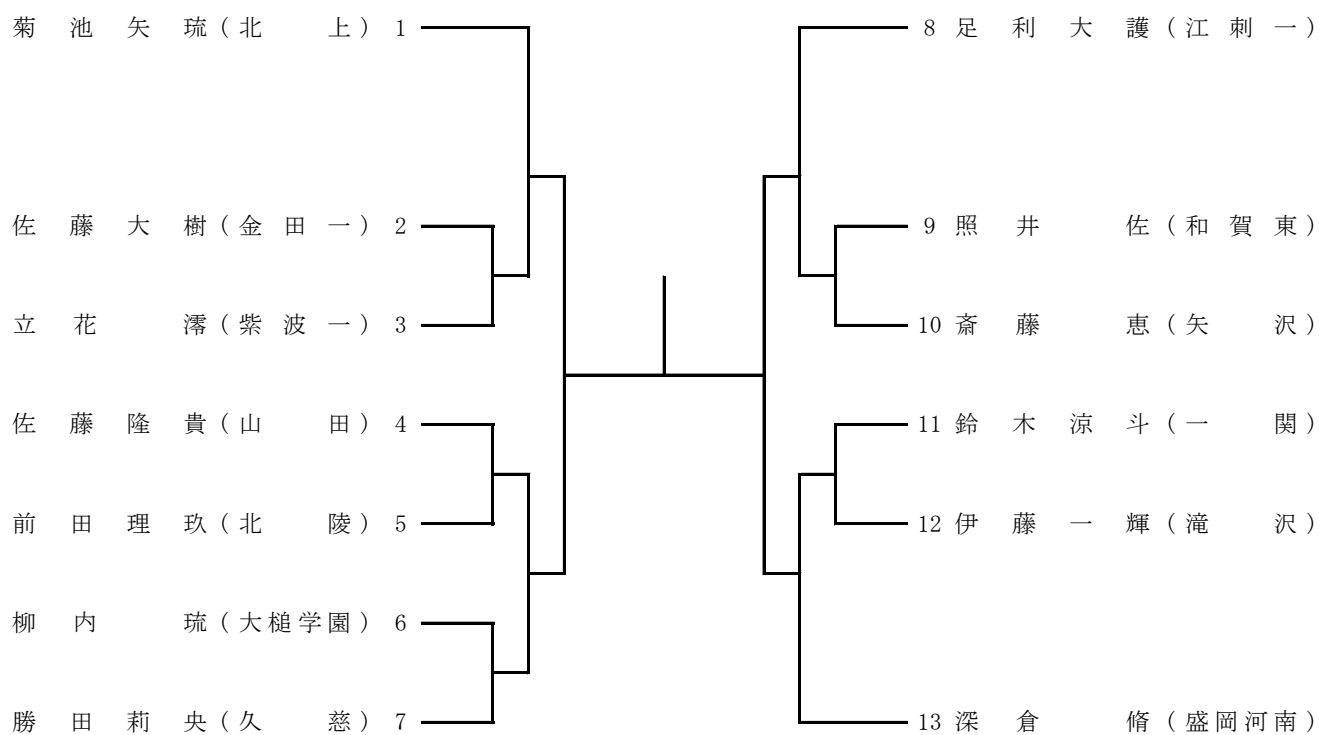 菊池矢琉(北上) 1
佐藤大樹(金田一) 2
立花澪(紫波一) 3
佐藤隆貴(山田) 4
前田理玖(北陵) 5
柳内琉(大槌学園) 6
勝田莉央(久慈) 7
8 足利大護(江刺一)
9 照井佐(和賀東)
10 斎藤恵(矢沢)
11 鈴木涼斗(一関)
12 伊藤一輝(滝沢)
13 深倉脩(盛岡河南)